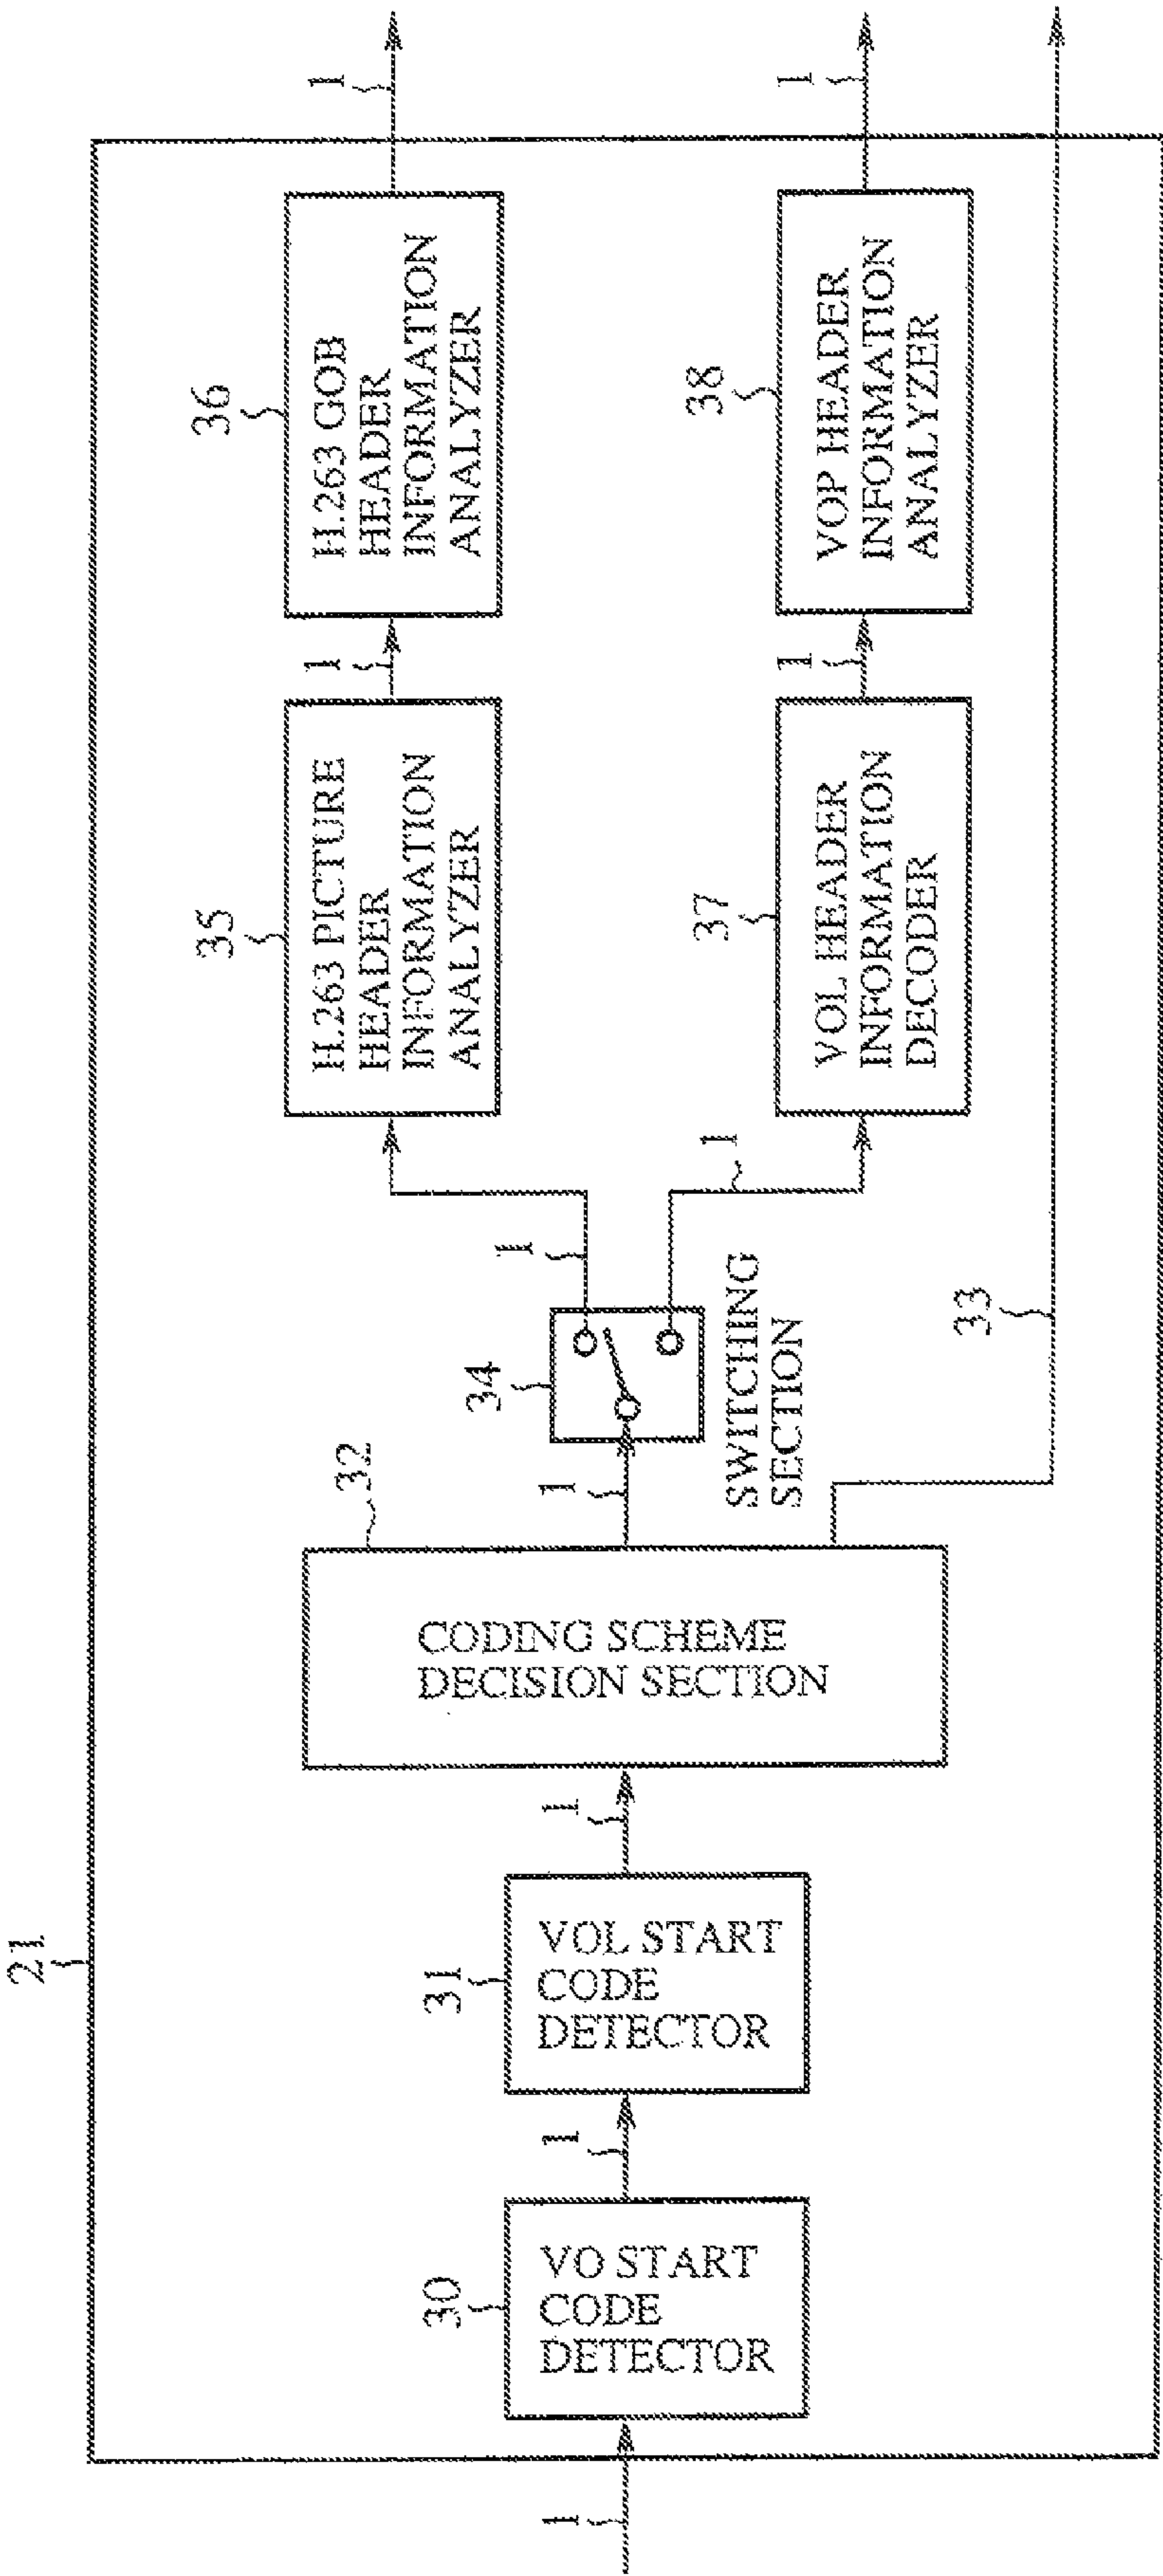 21
1
30
VO START
CODE
DETECTOR
1
31
VOL START
CODE
DETECTOR
1
32
CODING SCHEME
DECISION SECTION
1
34
SWITCHING
SECTION
1
1
33
35
H.263 PICTURE
HEADER
INFORMATION
ANALYZER
1
36
H.263 GOB
HEADER
INFORMATION
ANALYZER
1
37
VOL HEADER
INFORMATION
DECODER
1
38
VOP HEADER
INFORMATION
ANALYZER
1